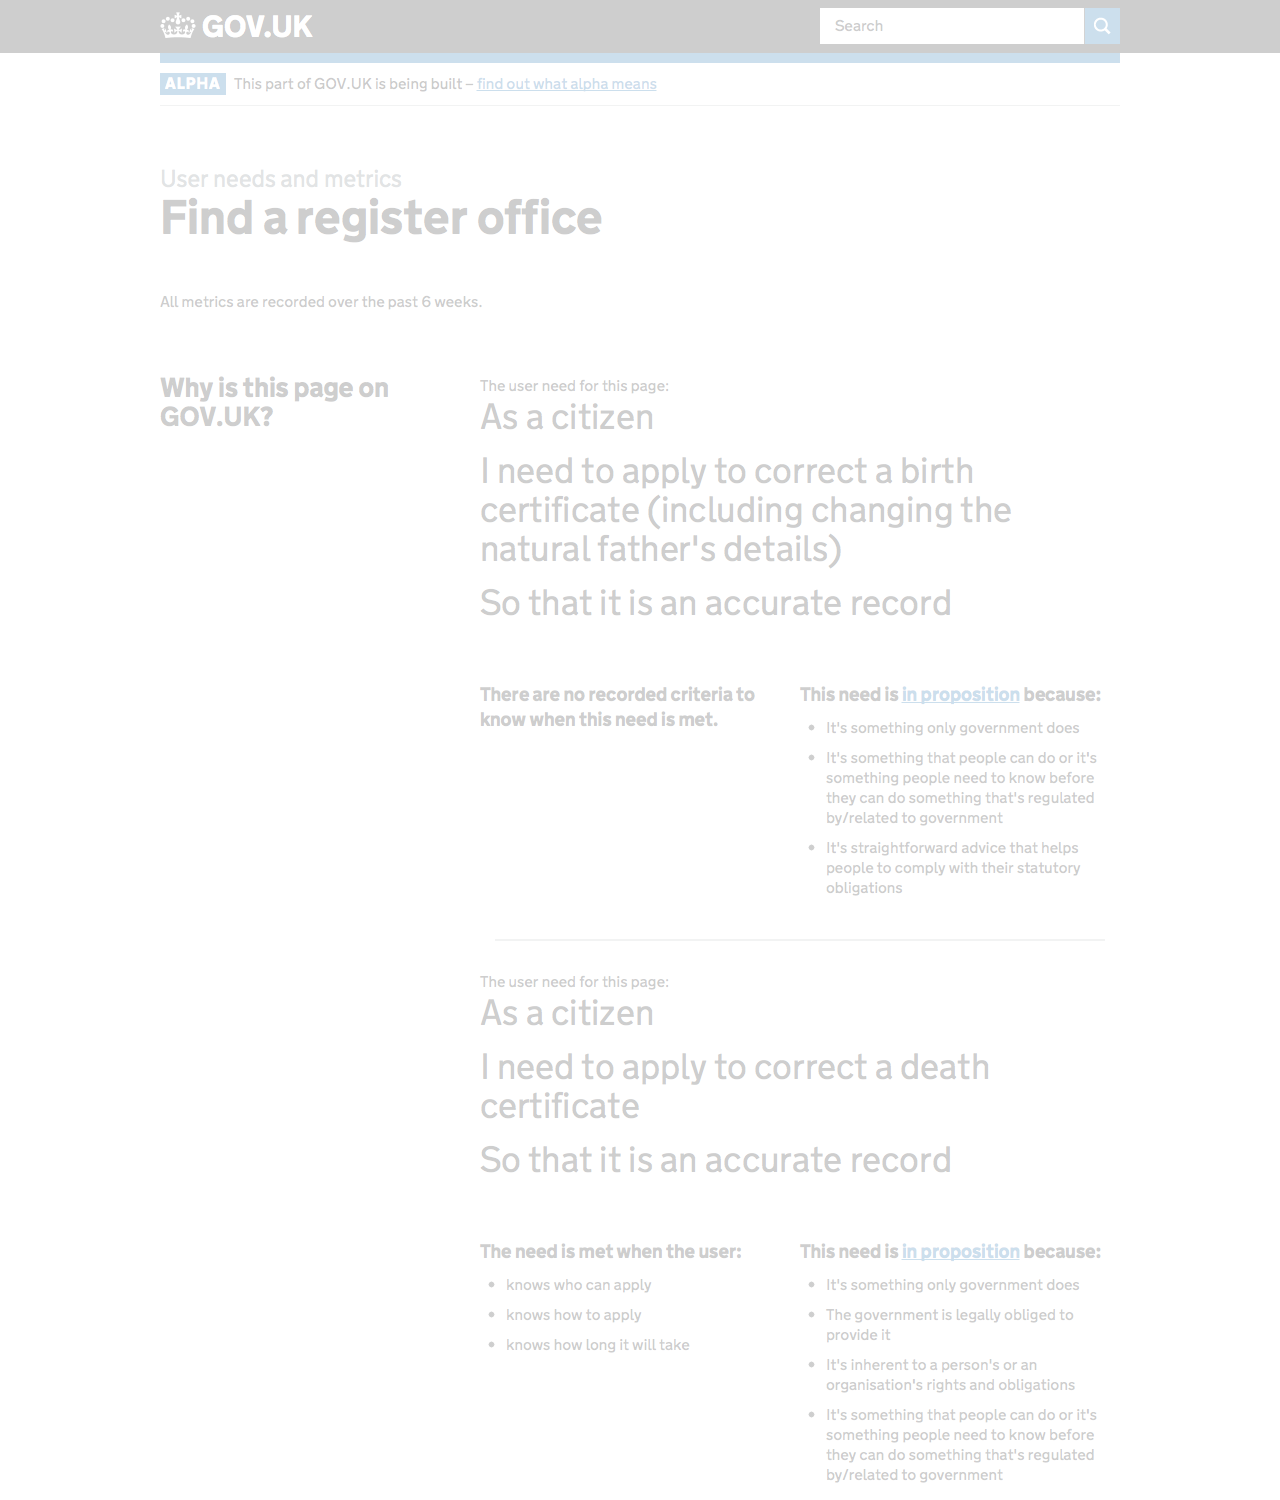 GOV.UK
Search
ALPHA This part of GOV.UK is being built – find out what alpha means
User needs and metrics
Find a register office
All metrics are recorded over the past 6 weeks.
Why is this page on
GOV.UK?
The user need for this page:
As a citizen
I need to apply to correct a birth
certificate (including changing the
natural father's details)
So that it is an accurate record
There are no recorded criteria to
know when this need is met.
This need is in proposition because:
• It's something only government does
• It's something that people can do or it's
something people need to know before
they can do something that's regulated
by/related to government
• It's straightforward advice that helps
people to comply with their statutory
obligations
The user need for this page:
As a citizen
I need to apply to correct a death
certificate
So that it is an accurate record
The need is met when the user:
• knows who can apply
• knows how to apply
• knows how long it will take
This need is in proposition because:
• It's something only government does
• The government is legally obliged to
provide it
• It's inherent to a person's or an
organisation's rights and obligations
• It's something that people can do or it's
something people need to know before
they can do something that's regulated
by/related to government